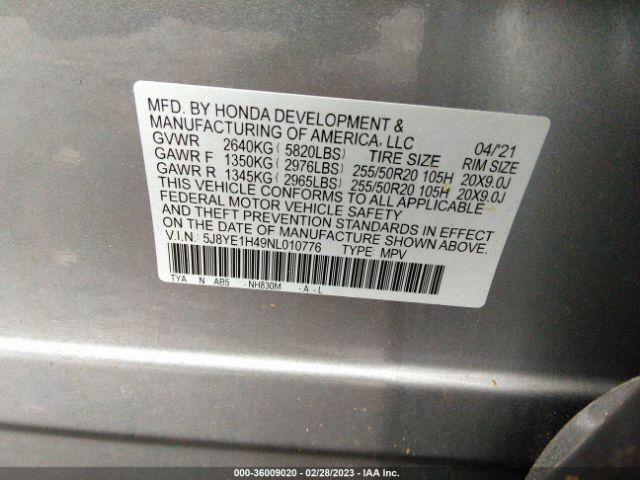 MFD. BY HONDA DEVELOPMENT &
MANUFACTURING OF AMERICA, LLC 04/'21
GVWR 2640KG ( 5820LBS) TIRE SIZE RIM SIZE
GAWR F 1350KG ( 2976LBS) 255/50R20 105H 20X9.0J
GAWR R 1345KG ( 2965LBS) 255/50R20 105H 20X9.0J
THIS VEHICLE CONFORMS TO ALL APPLICABLE
FEDERAL MOTOR VEHICLE SAFETY
AND THEFT PREVENTION STANDARDS IN EFFECT
ON THE DATE OF MANUFACTURE SHOWN ABOVE.
V.I.N.: 5J8YE1H49NL010776 TYPE: MPV
TYA N AB5 -NH830M -A-L
000-36009020 - 02/28/2023 - IAA Inc.